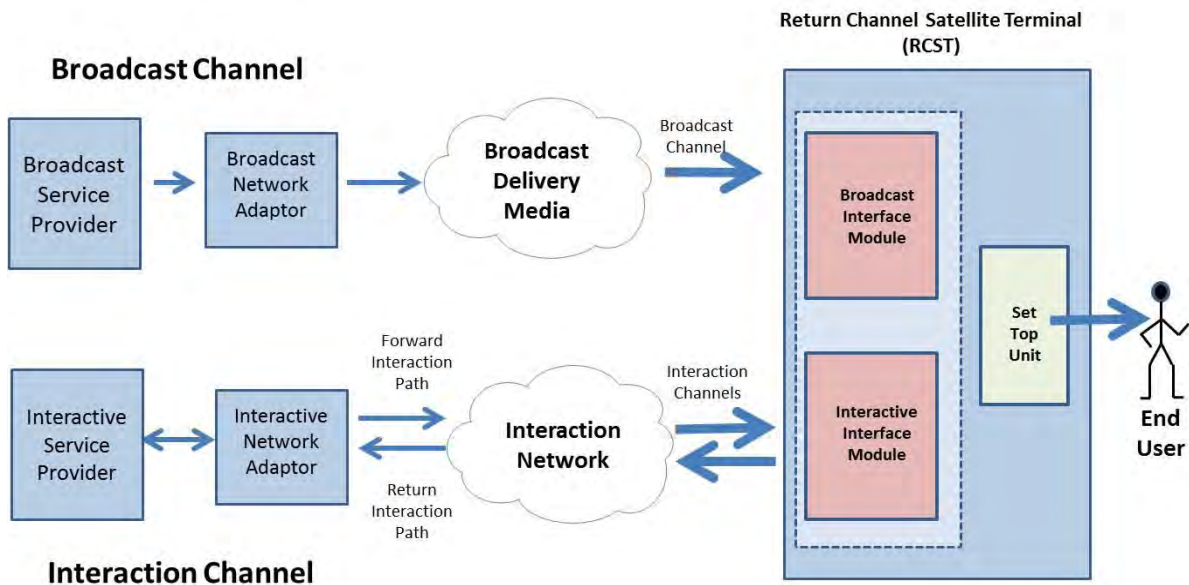 Return Channel Satellite Terminal
(RCST)
Broadcast Channel
Broadcast
Service
Provider
Broadcast
Network
Adaptor
Broadcast
Delivery
Media
Broadcast
Channel
Broadcast
Interface
Module
Set
Top
Unit
End
User
Interactive
Service
Provider
Interactive
Network
Adaptor
Forward
Interaction
Path
Return
Interaction
Path
Interaction
Network
Interaction
Channels
Interactive
Interface
Module
Interaction Channel